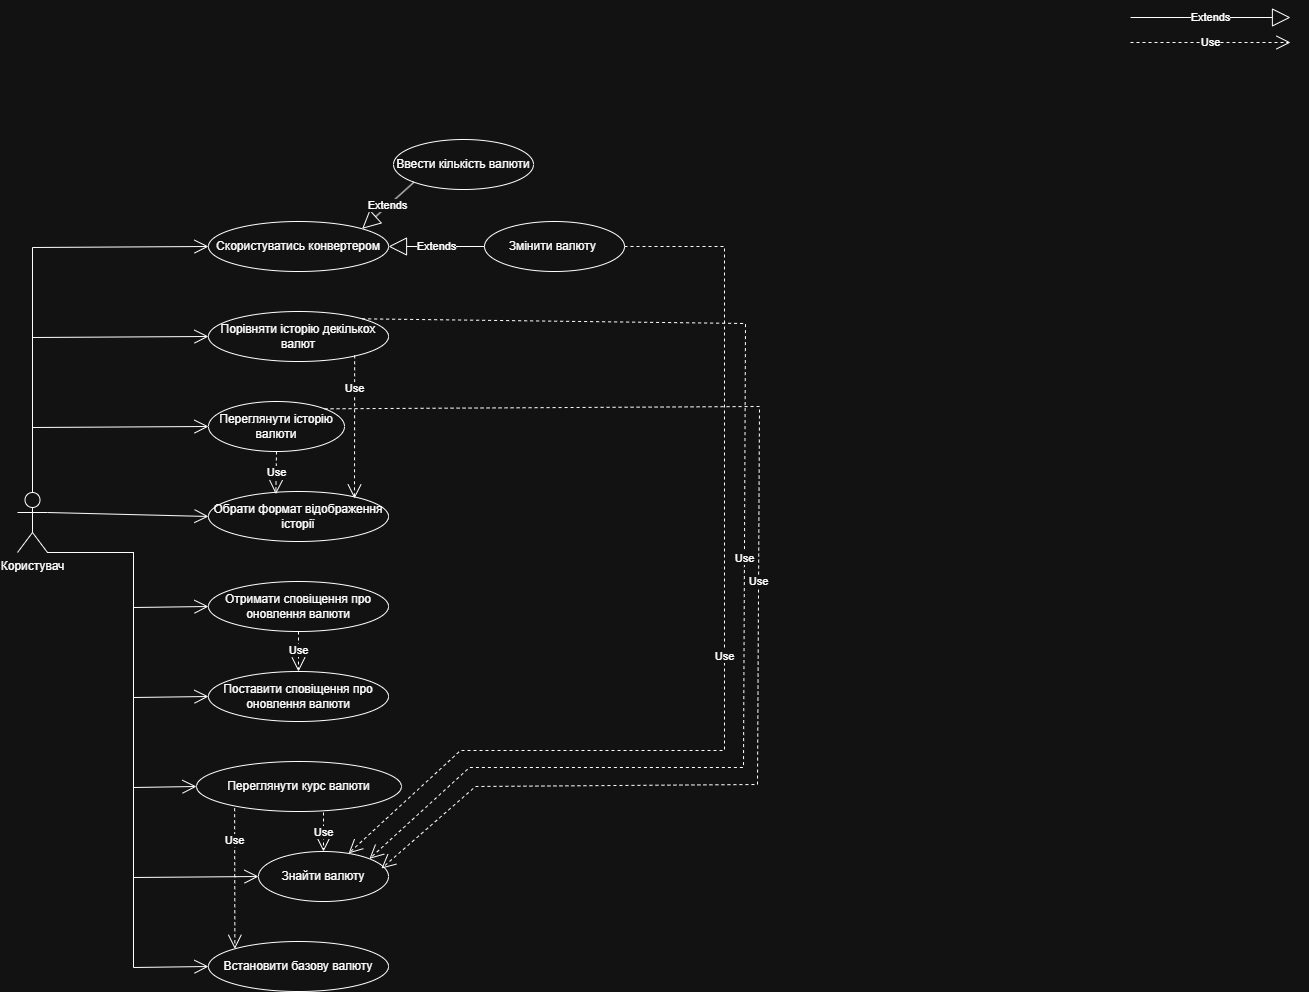 Extends
Use
Ввести кількість валюти
Extends
Скористуватись конвертером
Extends
Змінити валюту
Порівняти історію декількох
валют
Use
Переглянути історію
валюти
Use
Обрати формат відображення
історії
Use
Користувач
Use
Отримати сповіщення про
оновлення валюти
Use
Use
Поставити сповіщення про
оновлення валюти
Переглянути курс валюти
Use
Use
Знайти валюту
Встановити базову валюту